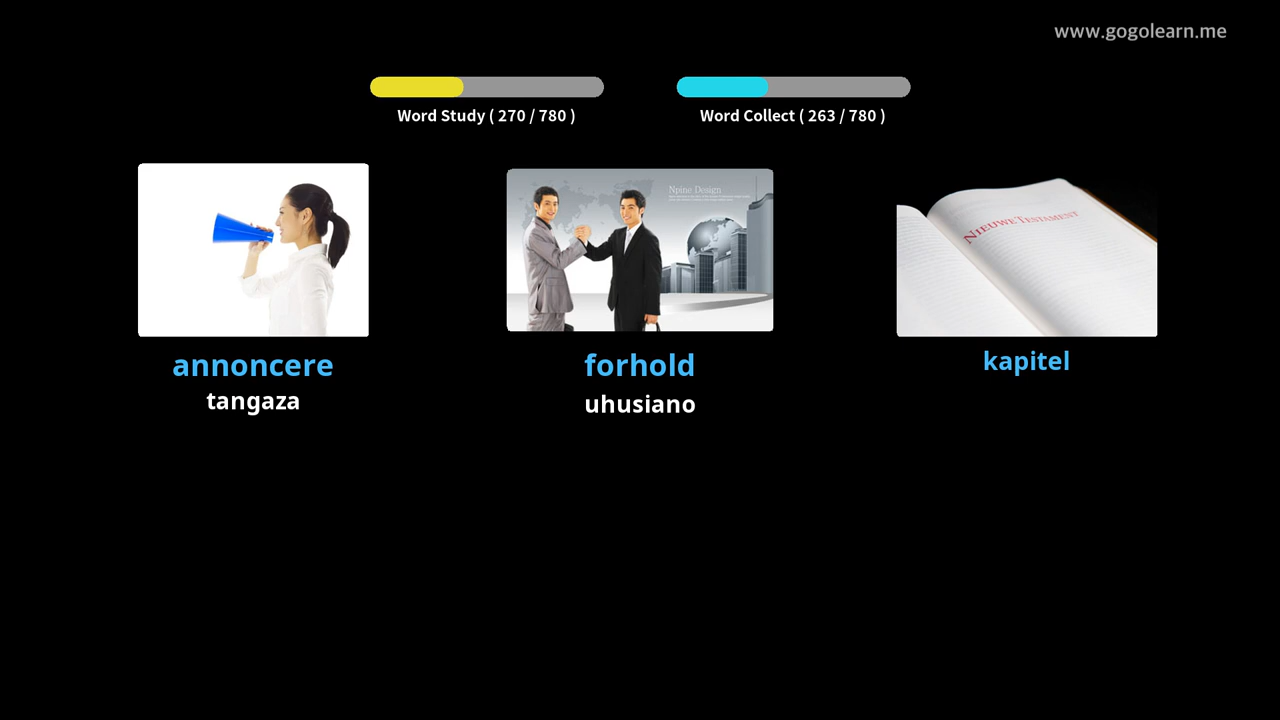 www.gogolearn.me
Word Study ( 270 / 780 )
Word Collect ( 263 / 780 )
Npine Design
NIEUWE TESTAMENT
annoncere
forhold
kapitel
tangaza
uhusiano